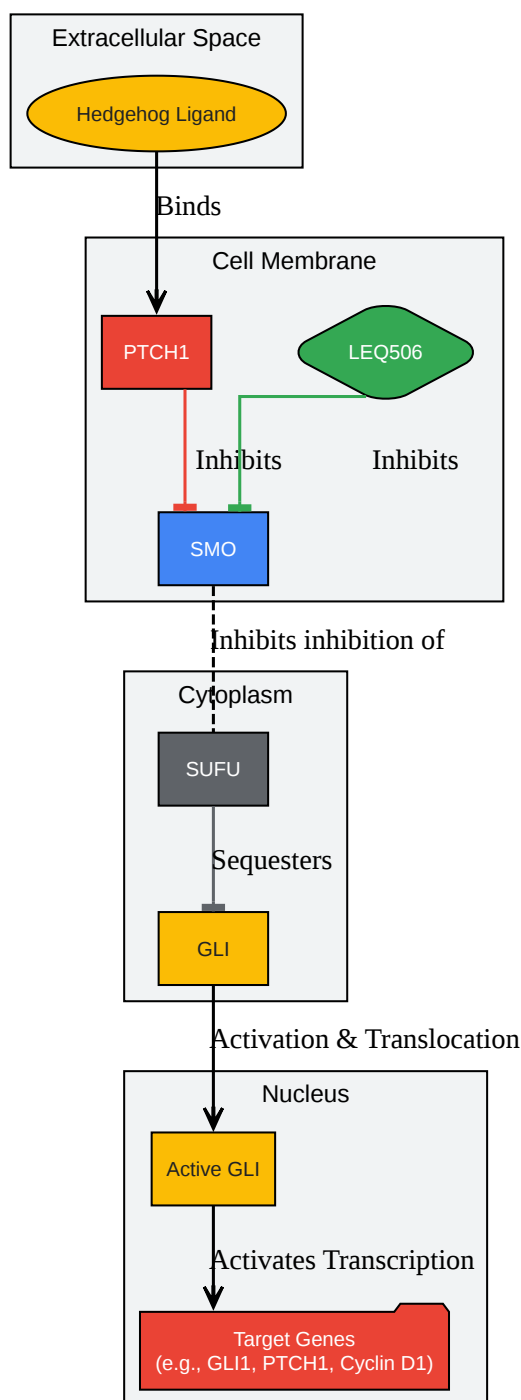 Extracellular Space
Hedgehog Ligand
Binds
Cell Membrane
PTCH1
LEQ506
Inhibits
Inhibits
SMO
Inhibits inhibition of
Cytoplasm
SUFU
Sequesters
GLI
Activation & Translocation
Nucleus
Active GLI
Activates Transcription
Target Genes
(e.g., GLI1, PTCH1, Cyclin D1)